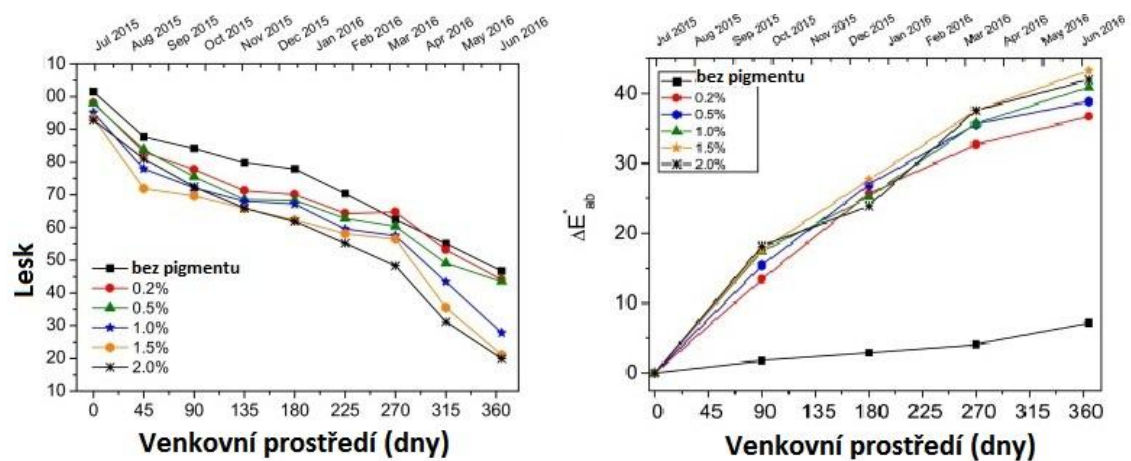 Jul 2015 Aug 2015 Sep 2015 Oct 2015 Nov 2015 Dec 2015 Jan 2016 Feb 2016 Mar 2016 Apr 2016 May 2016 Jun 2016
10
00
90
80
70
60
50
00
30
20
10
Lesk
bez pigmentu
0.2%
0.5%
1.0%
1.5%
2.0%
0 45 90 135 180 225 270 315 360
Venkovní prostředí (dny)
Jul 2015 Aug 2015 Sep 2015 Oct 2015 Nov 2015 Dec 2015 Jan 2016 Feb 2016 Mar 2016 Apr 2016 May 2016 Jun 2016
40
30
20
10
0
ΔE*ab
bez pigmentu
0.2%
0.5%
1.0%
1.5%
2.0%
0 45 90 135 180 225 270 315 360
Venkovní prostředí (dny)